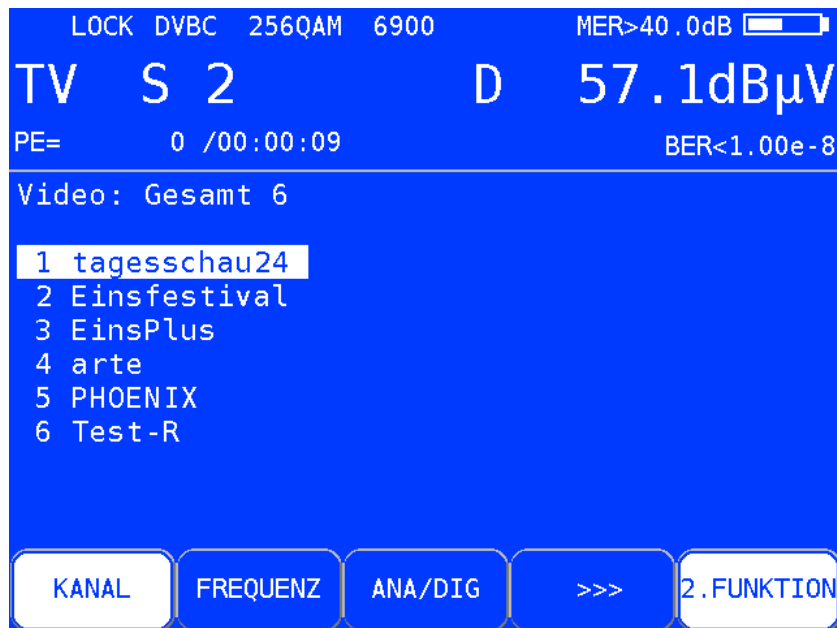 LOCK DVBC 256QAM 6900 MER>40.0dB
TV S 2 D 57.1dBµV
PE= 0 /00:00:09 BER<1.00e-8
Video: Gesamt 6
1 tagesschau24
2 Einsfestival
3 EinsPlus
4 arte
5 PHOENIX
6 Test-R
KANAL FREQUENZ ANA/DIG >>> 2.FUNKTION